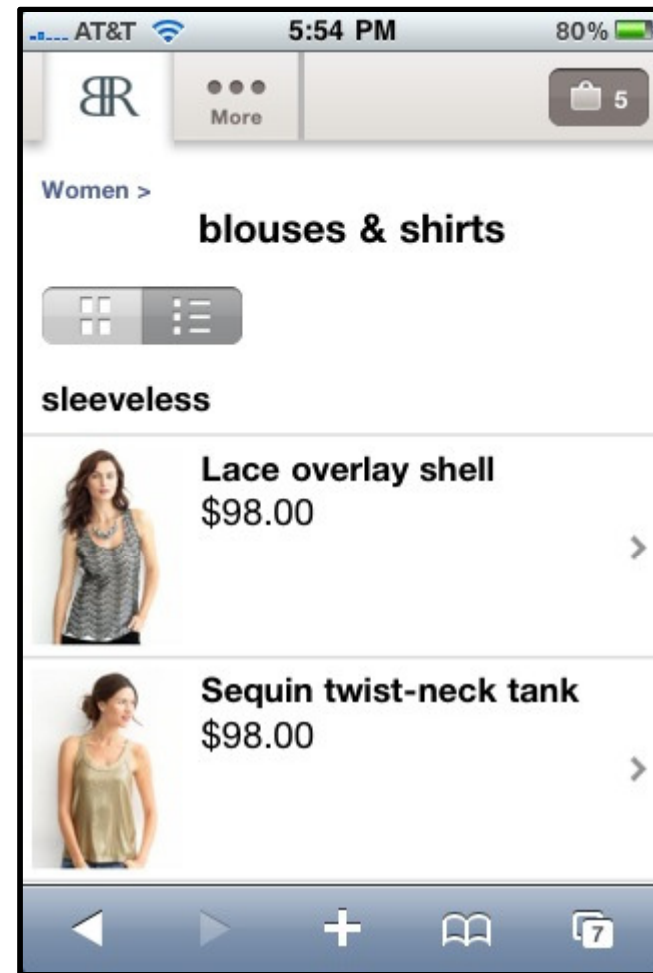 AT&T 5:54 PM 80%
BR More 5
Women >
blouses & shirts
sleeveless
Lace overlay shell
$98.00
Sequin twist-neck tank
$98.00
7